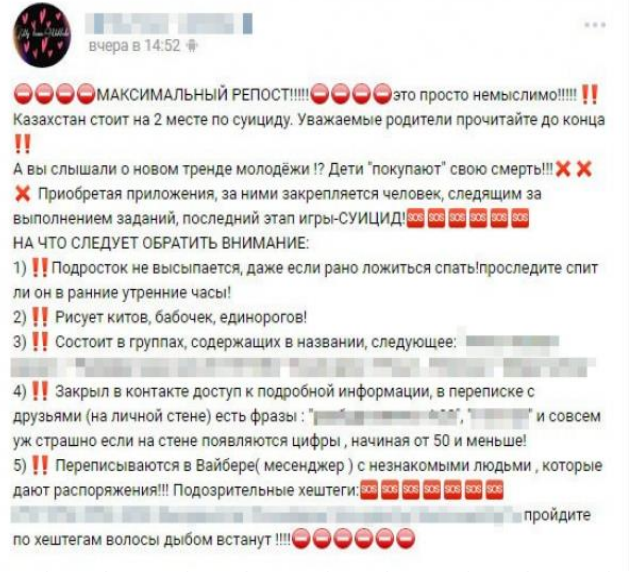 вчера в 14:52
⛔⛔⛔⛔МАКСИМАЛЬНЫЙ РЕПОСТ!!!!!⛔⛔⛔⛔это просто немыслимо!!!!! ‼
Казахстан стоит на 2 месте по суициду. Уважаемые родители прочитайте до конца
‼
А вы слышали о новом тренде молодёжи !? Дети "покупают" свою смерть!!!❌❌
❌ Приобретая приложения, за ними закрепляется человек, следящим за
выполнением заданий, последний этап игры-СУИЦИД!🆘🆘🆘🆘🆘🆘
НА ЧТО СЛЕДУЕТ ОБРАТИТЬ ВНИМАНИЕ:
1) ‼Подросток не высыпается, даже если рано ложиться спать!проследите спит
ли он в ранние утренние часы!
2) ‼ Рисует китов, бабочек, единорогов!
3) ‼ Состоит в группах, содержащих в названии, следующее:
4) ‼ Закрыл в контакте доступ к подробной информации, в переписке с
друзьями (на личной стене) есть фразы : " ", " " и совсем
уж страшно если на стене появляются цифры , начиная от 50 и меньше!
5) ‼ Переписываются в Вайбере( месенджер ) с незнакомыми людьми , которые
дают распоряжения!!! Подозрительные хештеги:🆘🆘🆘🆘🆘🆘🆘
пройдите
по хештегам волосы дыбом встанут !!!!⛔⛔⛔⛔⛔⛔